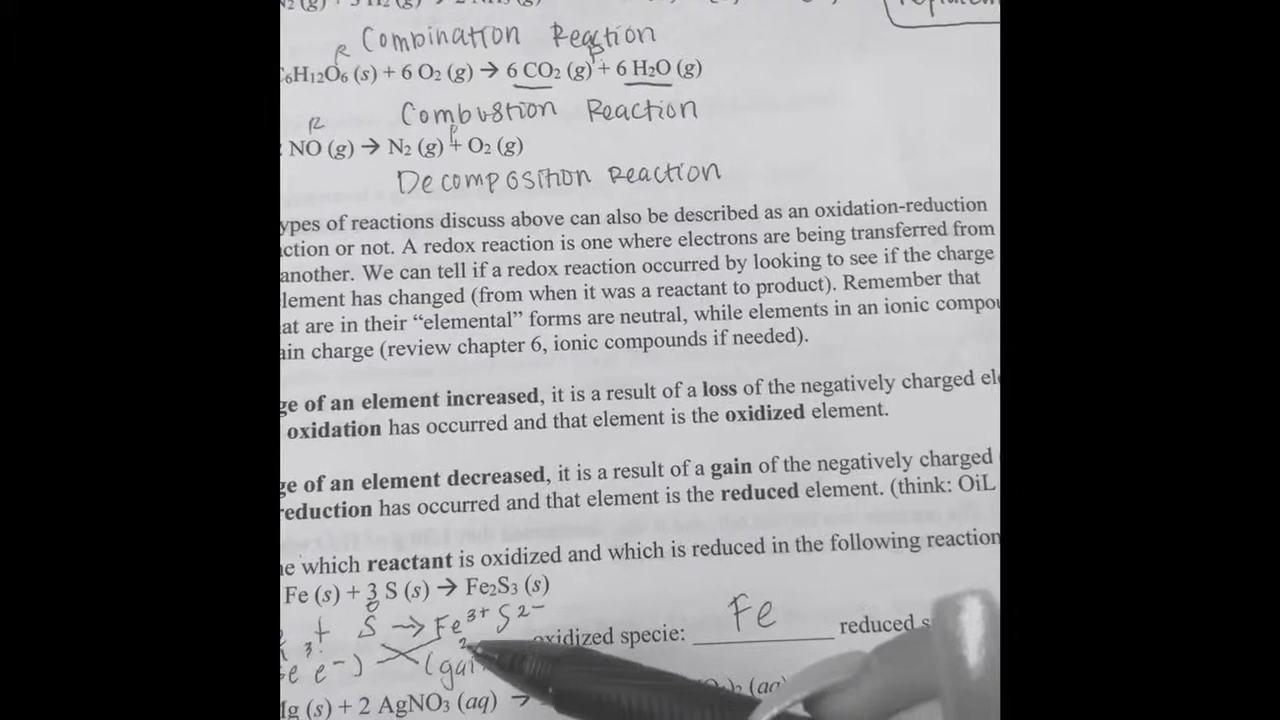 Combination Reaction
C6H12O6 (s) + 6 O2 (g) → 6 CO2 (g) + 6 H2O (g)
Combustion Reaction
NO (g) → N2 (g) + O2 (g)
Decomposition Reaction
ypes of reactions discuss above can also be described as an oxidation-reduction
ction or not. A redox reaction is one where electrons are being transferred from
another. We can tell if a redox reaction occurred by looking to see if the charge
lement has changed (from when it was a reactant to product). Remember that
at are in their “elemental” forms are neutral, while elements in an ionic compou
ain charge (review chapter 6, ionic compounds if needed).
ge of an element increased, it is a result of a loss of the negatively charged el
oxidation has occurred and that element is the oxidized element.
ge of an element decreased, it is a result of a gain of the negatively charged
reduction has occurred and that element is the reduced element. (think: OiL
ne which reactant is oxidized and which is reduced in the following reaction
Fe (s) + 3 S (s) → Fe2S3 (s)
+ S → Fe3+ S2-
oxidized specie: Fe reduced s
e e-) (gai
Mg (s) + 2 AgNO3 (aq) →